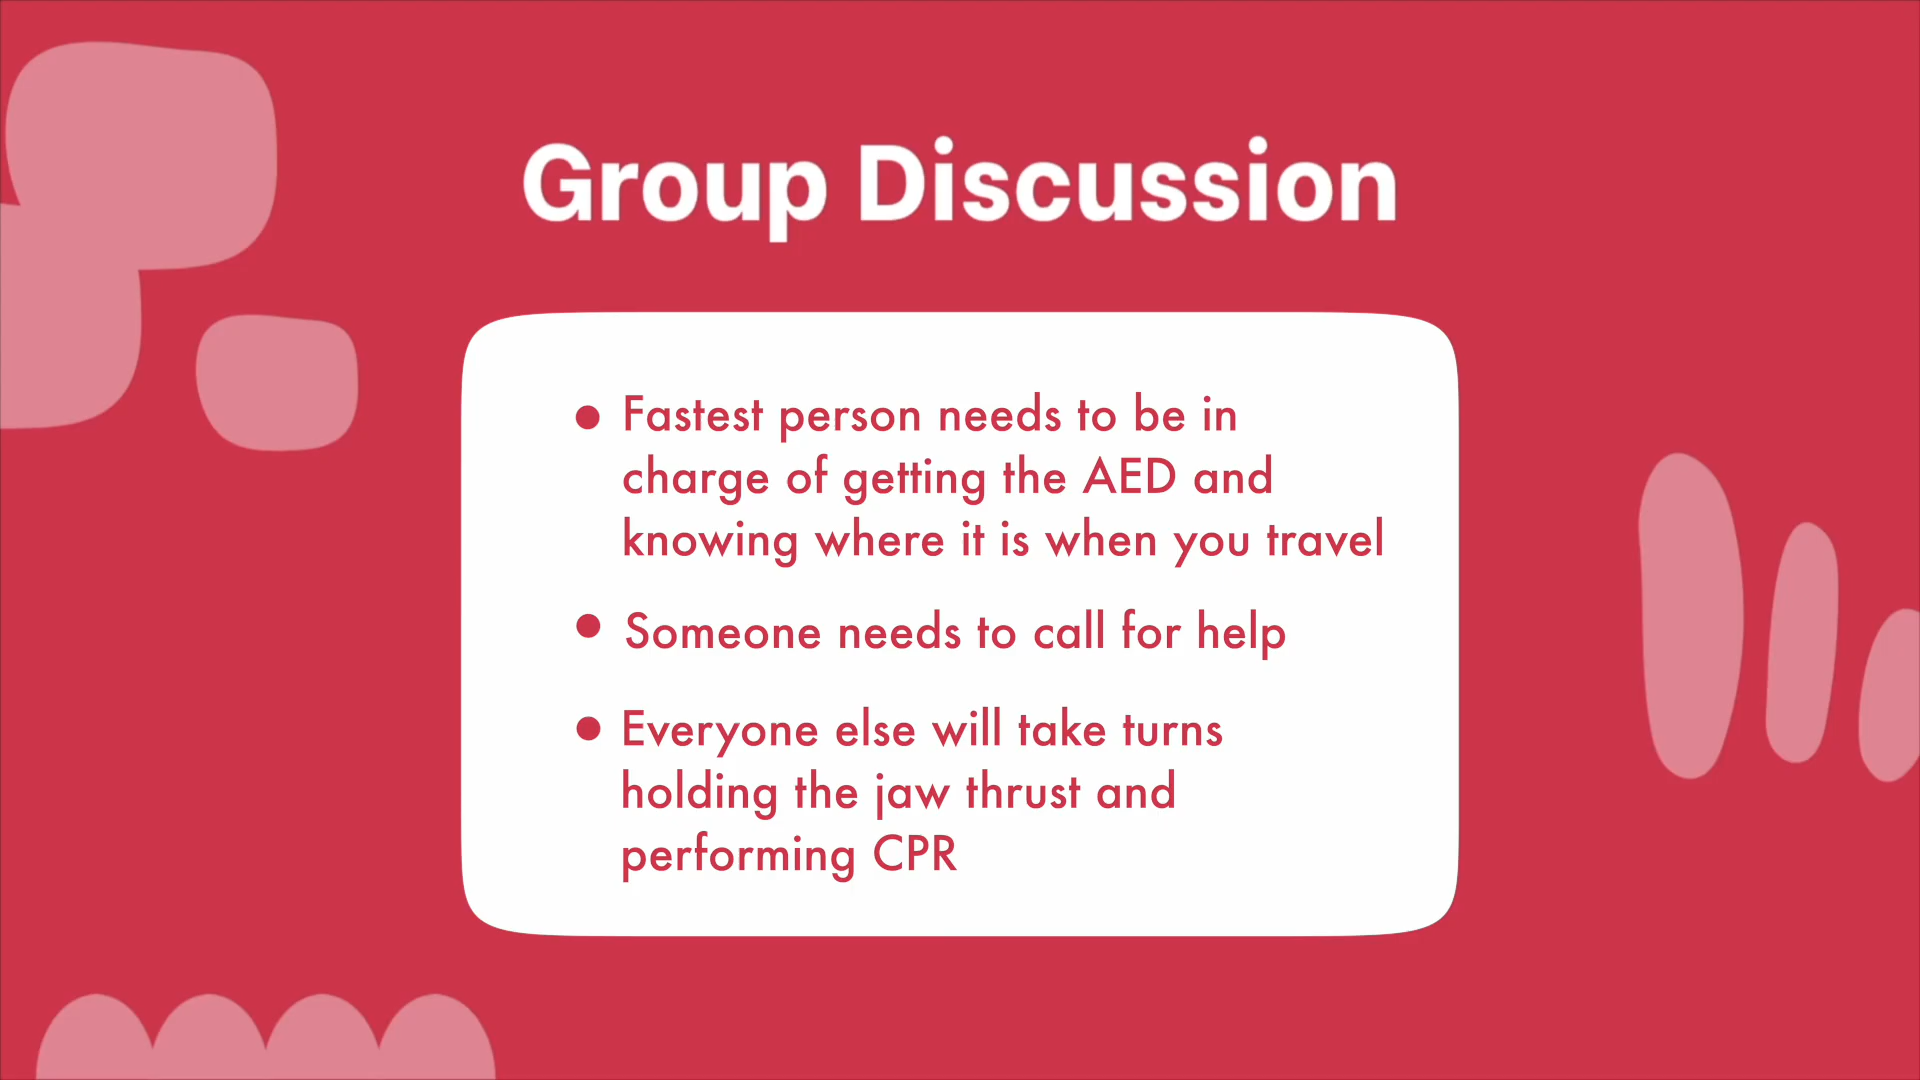 Group Discussion
• Fastest person needs to be in
charge of getting the AED and
knowing where it is when you travel
• Someone needs to call for help
• Everyone else will take turns
holding the jaw thrust and
performing CPR